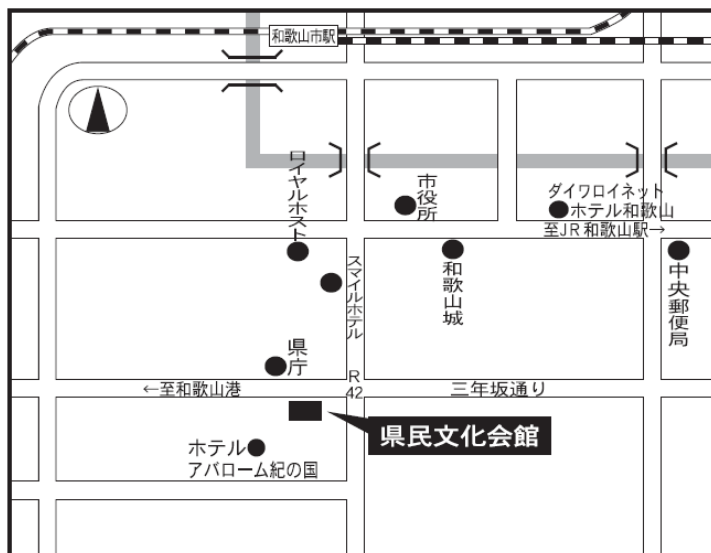 和歌山市駅
ロイヤルホスト
市役所
ダイワロイネット
ホテル和歌山
至JR和歌山駅→
スマイルホテル
和歌山城
中央郵便局
県庁
←至和歌山港
R
42
三年坂通り
県民文化会館
ホテル
アバローム紀の国